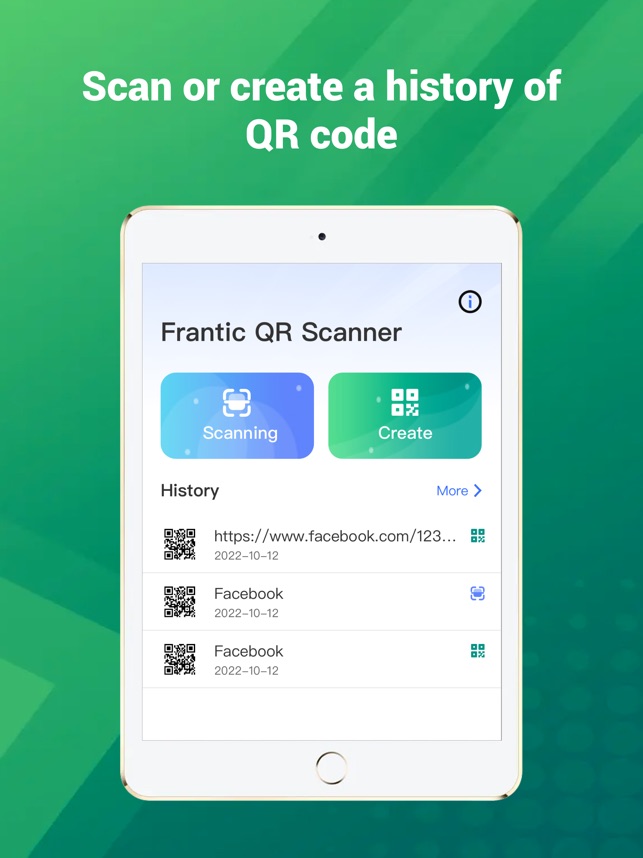 Scan or create a history of
QR code
Frantic QR Scanner
Scanning
Create
History
More
https://www.facebook.com/123...
2022-10-12
Facebook
2022-10-12
Facebook
2022-10-12